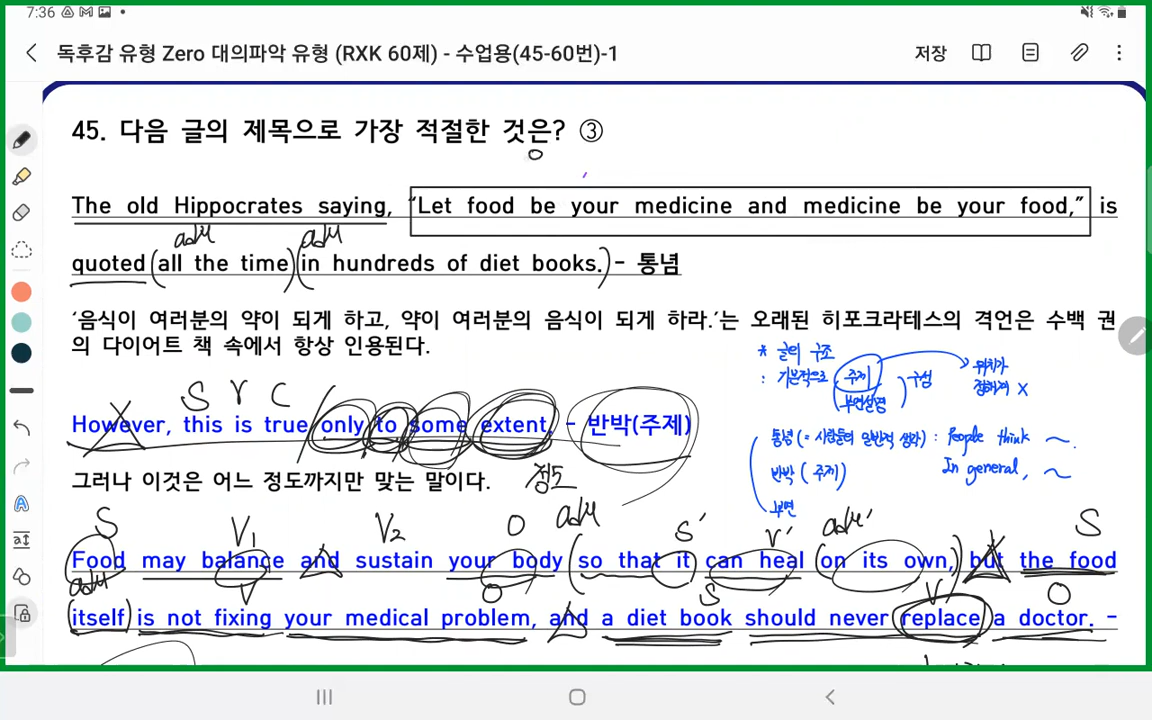 7:36
독후감 유형 Zero 대의파악 유형 (RXK 60제) - 수업용(45-60번)-1
저장
45. 다음 글의 제목으로 가장 적절한 것은? ③
The old Hippocrates saying, “Let food be your medicine and medicine be your food,” is
adv adv
quoted (all the time) (in hundreds of diet books.) - 통념
‘음식이 여러분의 약이 되게 하고, 약이 여러분의 음식이 되게 하라.’는 오래된 히포크라테스의 격언은 수백 권
의 다이어트 책 속에서 항상 인용된다.
* 글의 구조
: 기본적으로 주제 구성 위치가
부연설명 정해져 X
S V C
However, this is true only to some extent. - 반박(주제)
통념 (= 사람들의 일반적 생각) : People think ~
반박 (주제) In general, ~
부연
그러나 이것은 어느 정도까지만 맞는 말이다. 정도
S V1 V2 O adv S' V' adv' S
Food may balance and sustain your body (so that it can heal (on its own,) but the food
adv V O S V O
(itself) is not fixing your medical problem, and a diet book should never replace a doctor. -